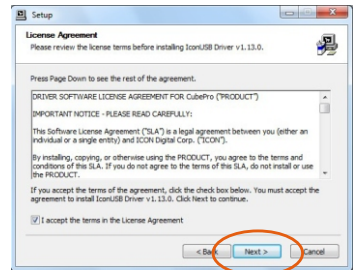 Setup
License Agreement
Please review the license terms before installing IconUSB Driver v1.13.0.
Press Page Down to see the rest of the agreement.
DRIVER SOFTWARE LICENSE AGREEMENT FOR CubePro ("PRODUCT")
IMPORTANT NOTICE - PLEASE READ CAREFULLY:
This Software License Agreement ("SLA") is a legal agreement between you (either an
individual or a single entity) and ICON Digital Corp. ("ICON").
By installing, copying, or otherwise using the PRODUCT, you agree to the terms and
conditions of this SLA. If you do not agree to the terms of this SLA, do not install or use
the PRODUCT.
If you accept the terms of the agreement, click the check box below. You must accept the
agreement to install IconUSB Driver v1.13.0. Click Next to continue.
I accept the terms in the License Agreement
< Back Next > Cancel